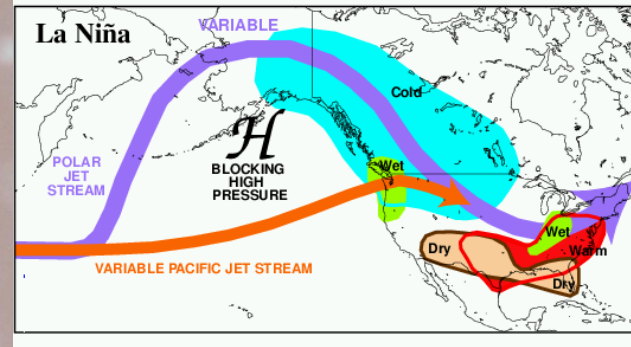 La Niña
VARIABLE
Cold
H
BLOCKING
HIGH
PRESSURE
POLAR
JET
STREAM
Wet
VARIABLE PACIFIC JET STREAM
Dry
Wet
Warm
Dry